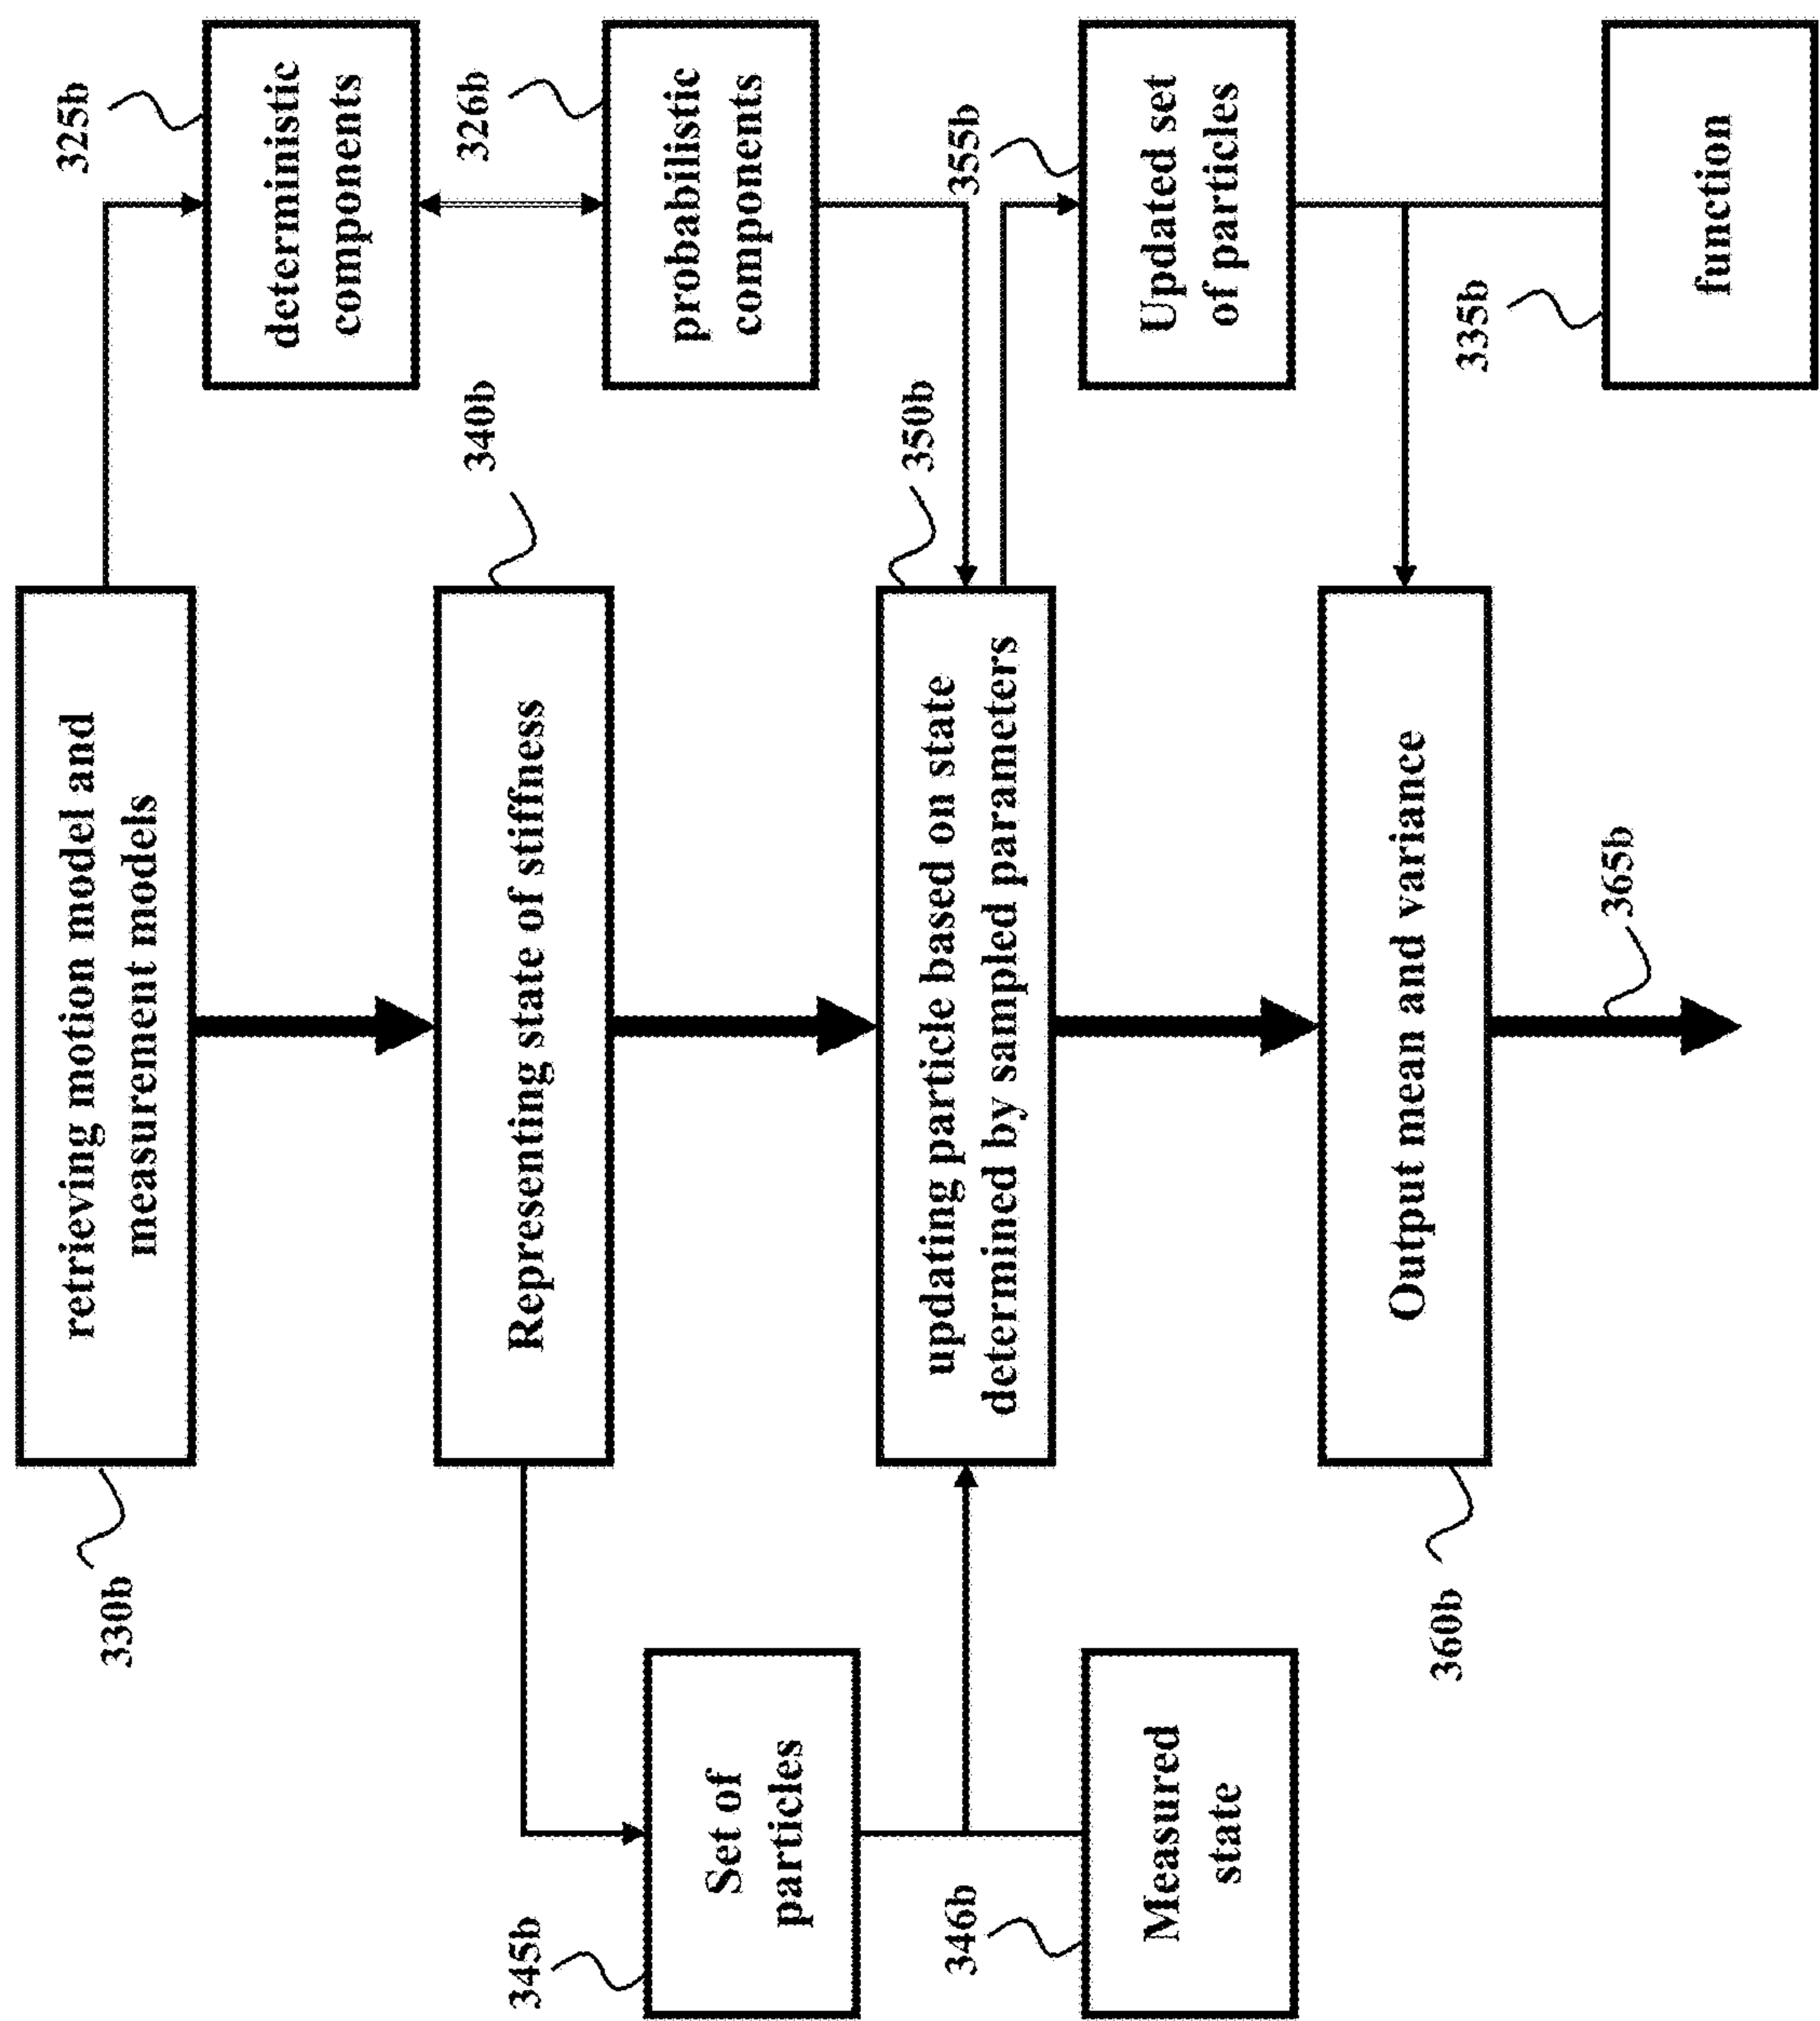 330b
retrieving motion model and
measurement models
325b
deterministic
components
326b
probabilistic
components
340b
Representing state of stiffness
345b
Set of
particles
346b
Measured
state
350b
updating particle based on state
determined by sampled parameters
355b
Updated set
of particles
335b
function
360b
Output mean and variance
365b